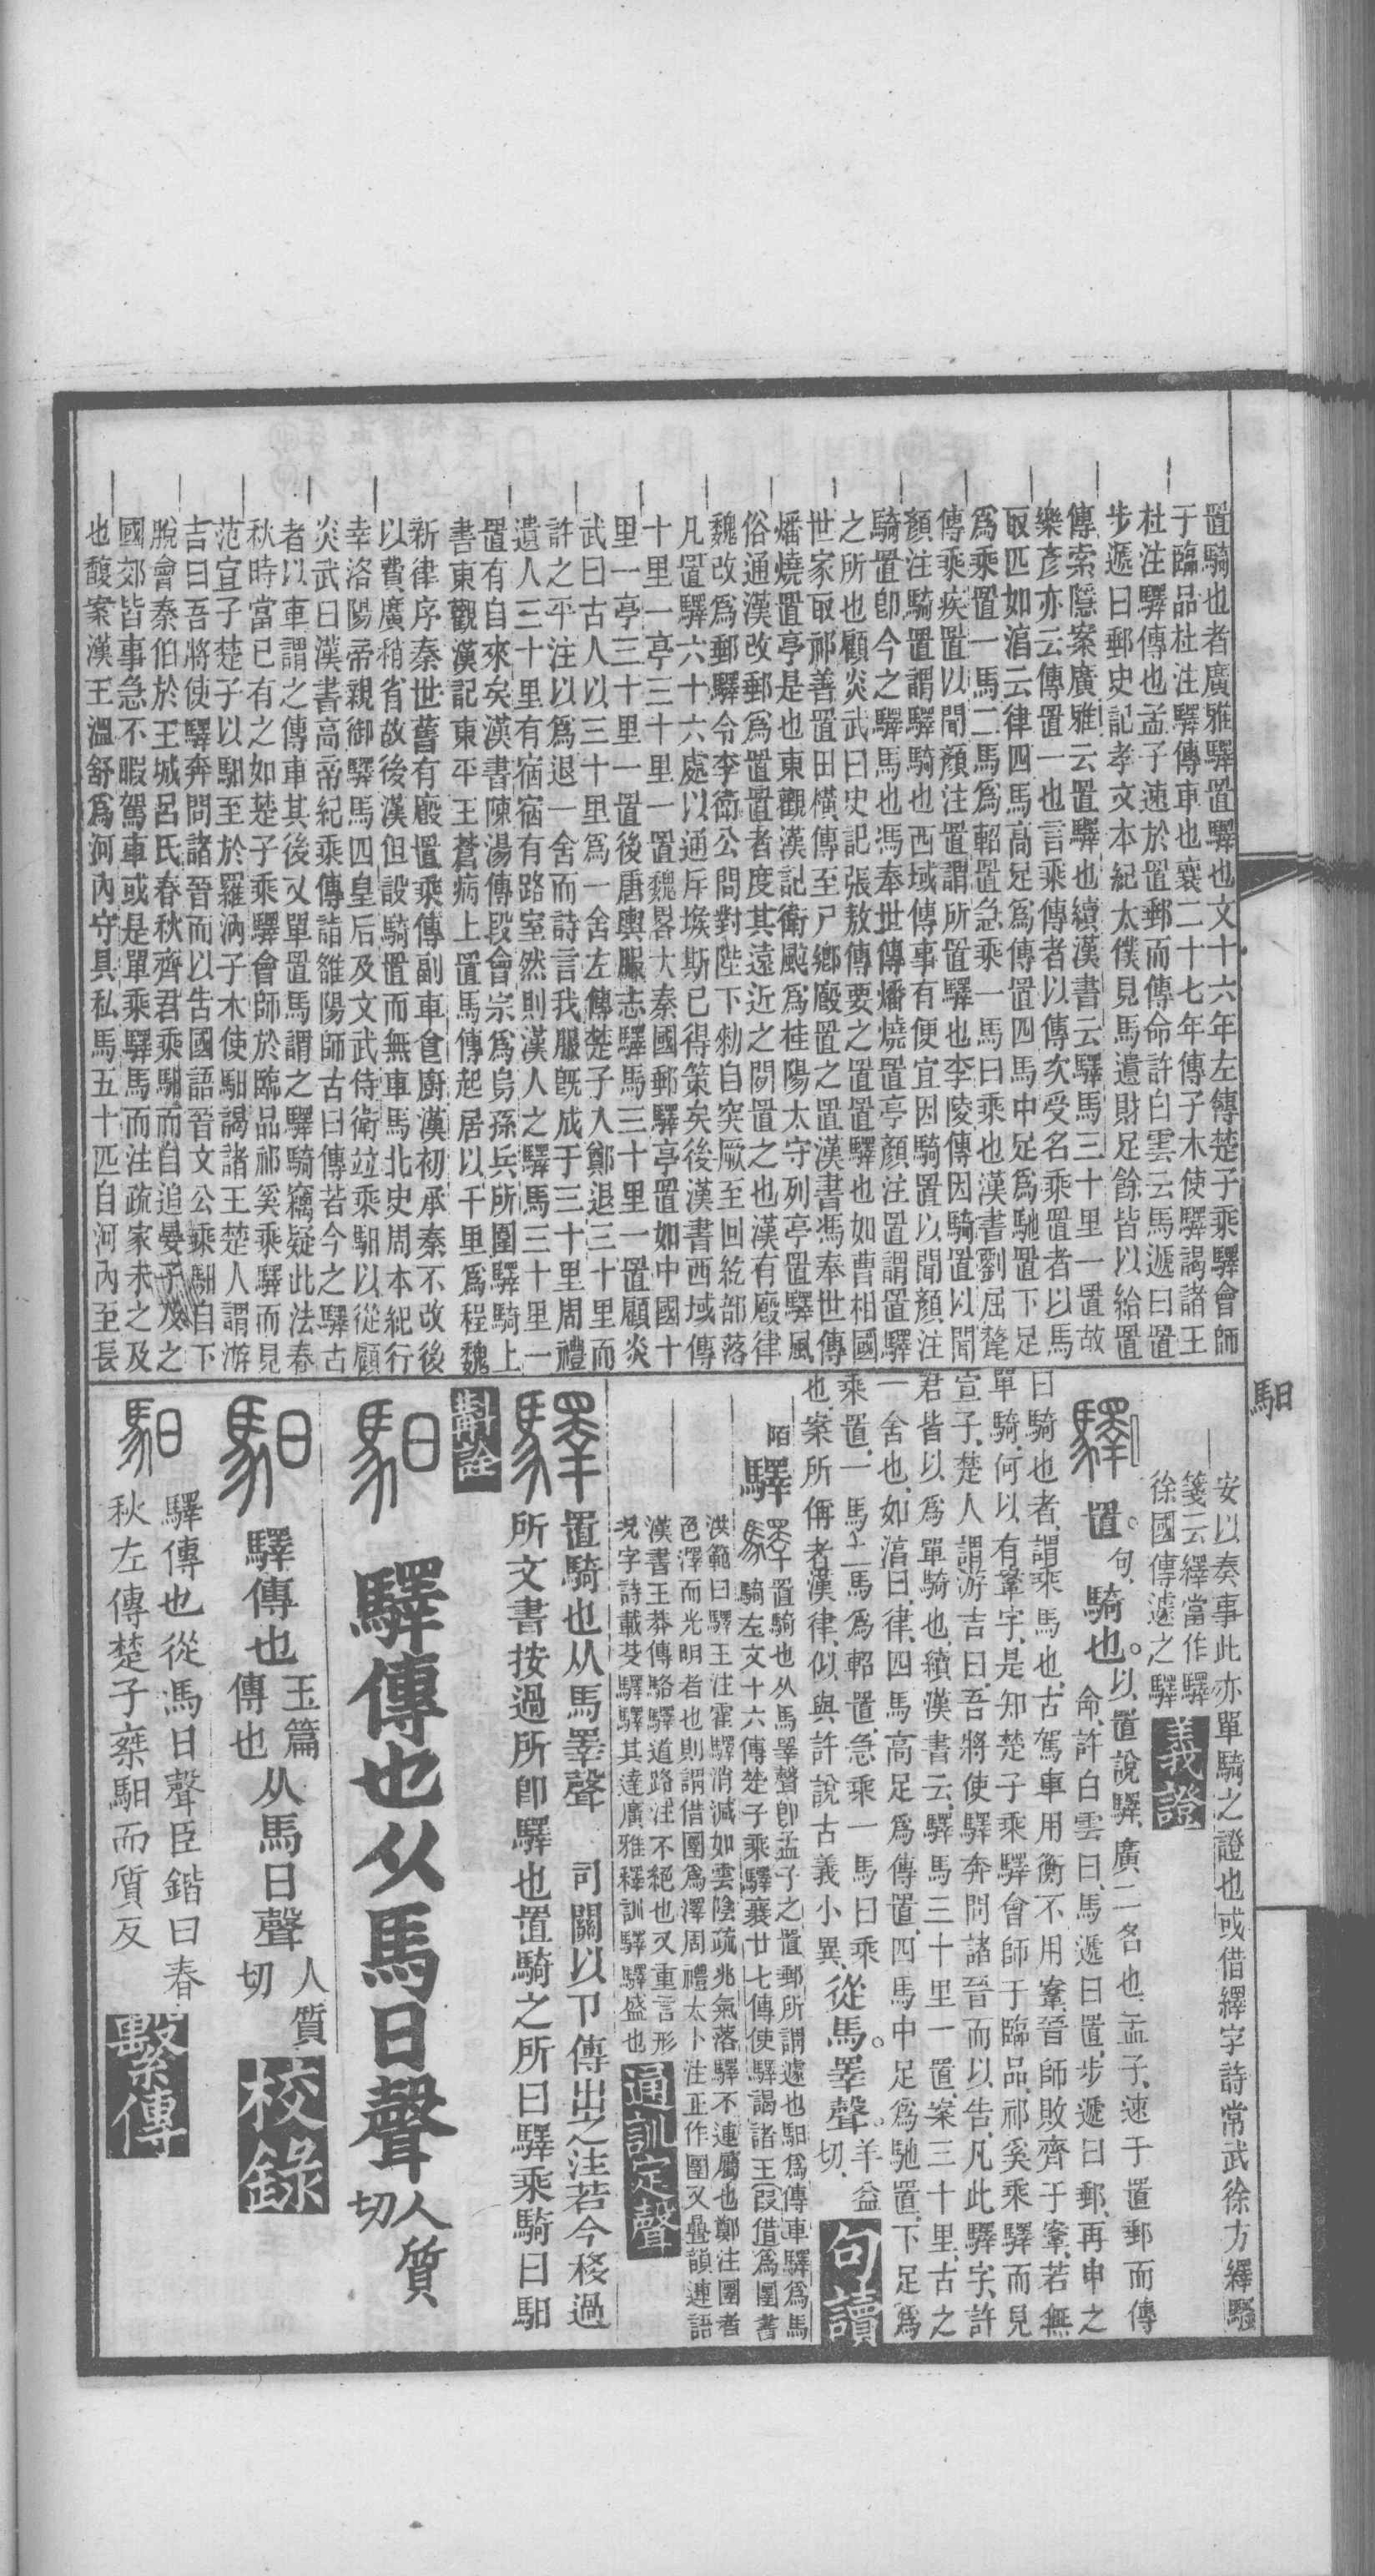 置騎也者廣雅驛置驛也文十六年左傳楚子乘驛會師
于臨品杜注驛傳車也襄二十七年傳子木使驛謁諸王
杜注驛傳也孟子速於置郵而傳命許白雲云馬遞曰置
步遞曰郵史記孝文本紀太僕見馬遺財足餘皆以給置
傳索隱案廣雅云置驛也續漢書云驛馬三十里一置故
樂彥亦云傳置一也言乘傳者以傳次受名乘置者以馬
取匹如淯云律四馬高足爲傳置四馬中足爲馳置下足
爲乘置一馬二馬爲軺置急乘一馬曰乘也漢書劉屈氂
傳乘疾置以聞顏注置謂所置驛也李陵傳因騎置以聞
顏注騎置謂驛騎也西域傳事有便宜因騎置以聞顏注
騎置卽今之驛馬也馮奉世傳燔燒置亭顏注置謂置驛
之所也顧炎武曰史記張敖傳要之置置驛也如曹相國
世家取祁善置田橫傳至尸鄉廄置之置漢書馮奉世傳
燔燒置亭是也東觀漢記衛颯爲桂陽太守列亭置驛風
俗通漢改郵爲置置者度其遠近之閒置之也漢有廄律
魏改爲郵驛令李衛公問對陛下勑自突厥至回紇部落
凡置驛六十六處以通斥堠斯已得策矣後漢書西域傳
十里一亭三十里一置魏畧大秦國郵驛亭置如中國十
里一亭三十里一置後唐輿服志驛馬三十里一置顧炎
武曰古人以三十里爲一舍左傳楚子入鄭退三十里而
許之平注以爲退一舍而詩言我服旣成于三十里周禮
遺人三十里有宿宿有路室然則漢人之驛馬三十里一
置有自來矣漢書陳湯傳段會宗爲烏孫兵所圍驛騎上
書東觀漢記東平王蒼病上置馬傳起居以千里爲程魏
新律序秦世舊有廄置乘傳副車食廚漢初承秦不改後
以費廣稍省故後漢但設騎置而無車馬北史周本紀行
幸洛陽帝親御驛馬四皇后及文武侍衛竝乘馹以從顧
炎武曰漢書高帝紀乘傳詣雒陽師古曰傳若今之驛古
者以車謂之傳車其後又單置馬謂之驛騎竊疑此法春
秋時當已有之如楚子乘驛會師於臨品祁奚乘驛而見
范宣子楚子以馹至於羅汭子木使馹謁諸王楚人謂游
吉曰吾將使驛奔問諸晉而以告國語晉文公乘馹自下
脫會秦伯於王城呂氏春秋齊君乘馹而自追晏子及之
國郊皆事急不暇駕車或是單乘驛馬而注疏家未之及
也馥案漢王溫舒爲河內守具私馬五十匹自河內至長
馹
安以奏事此亦單騎之證也或借繹字詩常武徐方繹騷
箋云繹當作驛
徐國傳遽之驛
義證
驛 置。句、騎也。以置說驛、廣二名也、孟子、速于置郵而傳
命、許白雲曰、馬遞曰置、步遞曰郵、再申之
曰騎也者、謂乘馬也、古駕車用衡不用鞌、晉師敗齊于鞌、若無
單騎、何以有鞌字、是知楚子乘驛會師于臨品、祁奚乘驛而見
宣子、楚人謂游吉曰、吾將使驛奔問諸晉而以告、凡此驛字、許
君皆以爲單騎也、續漢書云、驛馬三十里一置、案三十里、古之
一舍也、如淯曰、律、四馬高足爲傳置、四馬中足爲馳置、下足爲
乘置、一馬二馬爲軺置、急乘一馬曰乘
也、案所偁者漢律、似與許說古義小異、從馬。睪聲。羊益切、
句讀
陌
驛 驛 置騎也从馬睪聲卽孟子之置郵所謂遽也馹爲傳車驛爲馬
騎左文十六傳楚子乘驛襄廿七傳使驛謁諸王〔叚借〕爲圛書
洪範曰驛王注霍驛消減如雲陰疏兆氣落驛不連屬也鄭注圛者
色澤而光明者也則謂借圛爲澤周禮太卜注正作圛又疊韻連語
漢書王莽傳駱驛道路注不絕也又重言形
況字詩載芟驛驛其達廣雅釋訓驛驛盛也
通訓定聲
驛 置騎也从馬睪聲 司關以卩傳出之注若今移過
所文書按過所卽驛也置騎之所曰驛乘騎曰馹
斠詮
馹 驛傳也从馬日聲人質切
馹 驛傳也玉篇傳也从馬日聲人質切
校錄
馹 驛傳也從馬日聲臣鍇曰春
秋左傳楚子椉馹而質反
繫傳